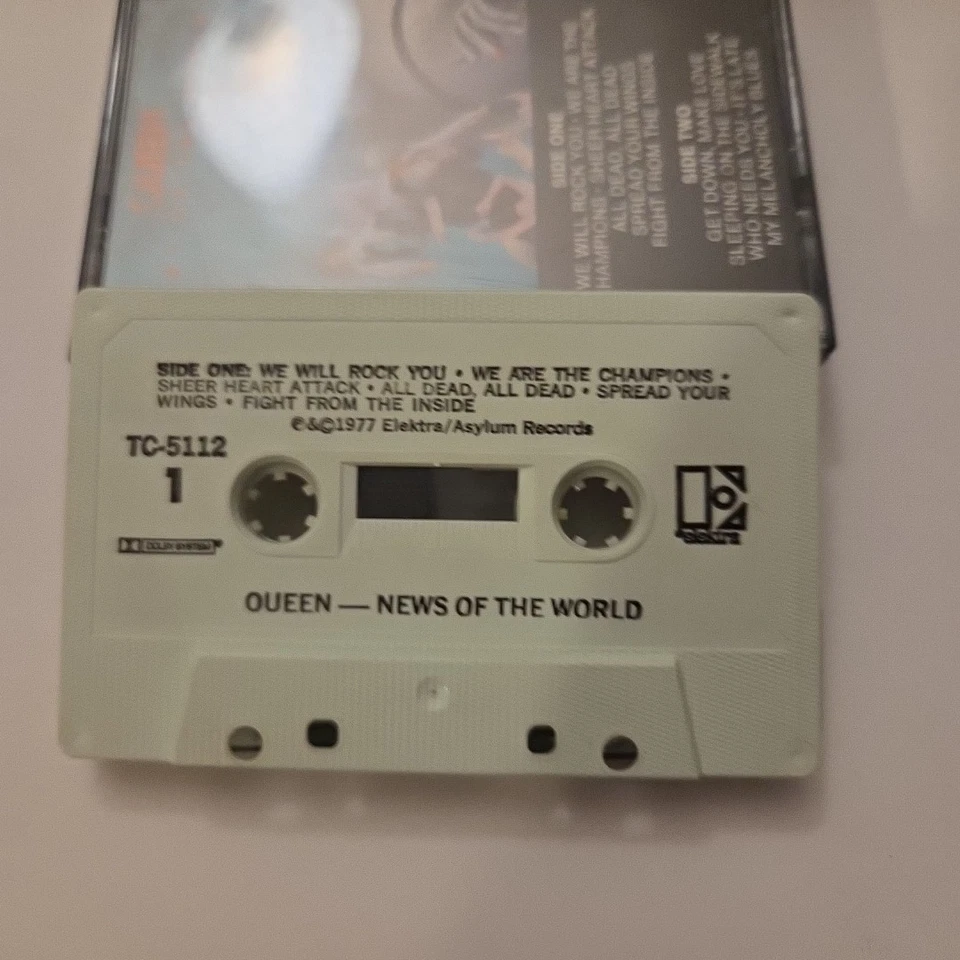 SIDE ONE
WE WILL ROCK YOU · WE ARE THE
CHAMPIONS · SHEER HEART ATTACK
ALL DEAD, ALL DEAD
SPREAD YOUR WINGS
FIGHT FROM THE INSIDE
SIDE TWO
GET DOWN, MAKE LOVE
SLEEPING ON THE SIDEWALK
WHO NEEDS YOU · IT'S LATE
MY MELANCHOLY BLUES
SIDE ONE: WE WILL ROCK YOU • WE ARE THE CHAMPIONS •
SHEER HEART ATTACK • ALL DEAD, ALL DEAD • SPREAD YOUR
WINGS • FIGHT FROM THE INSIDE
℗&©1977 Elektra/Asylum Records
TC-5112
1
DOLBY SYSTEM
elektra
QUEEN — NEWS OF THE WORLD